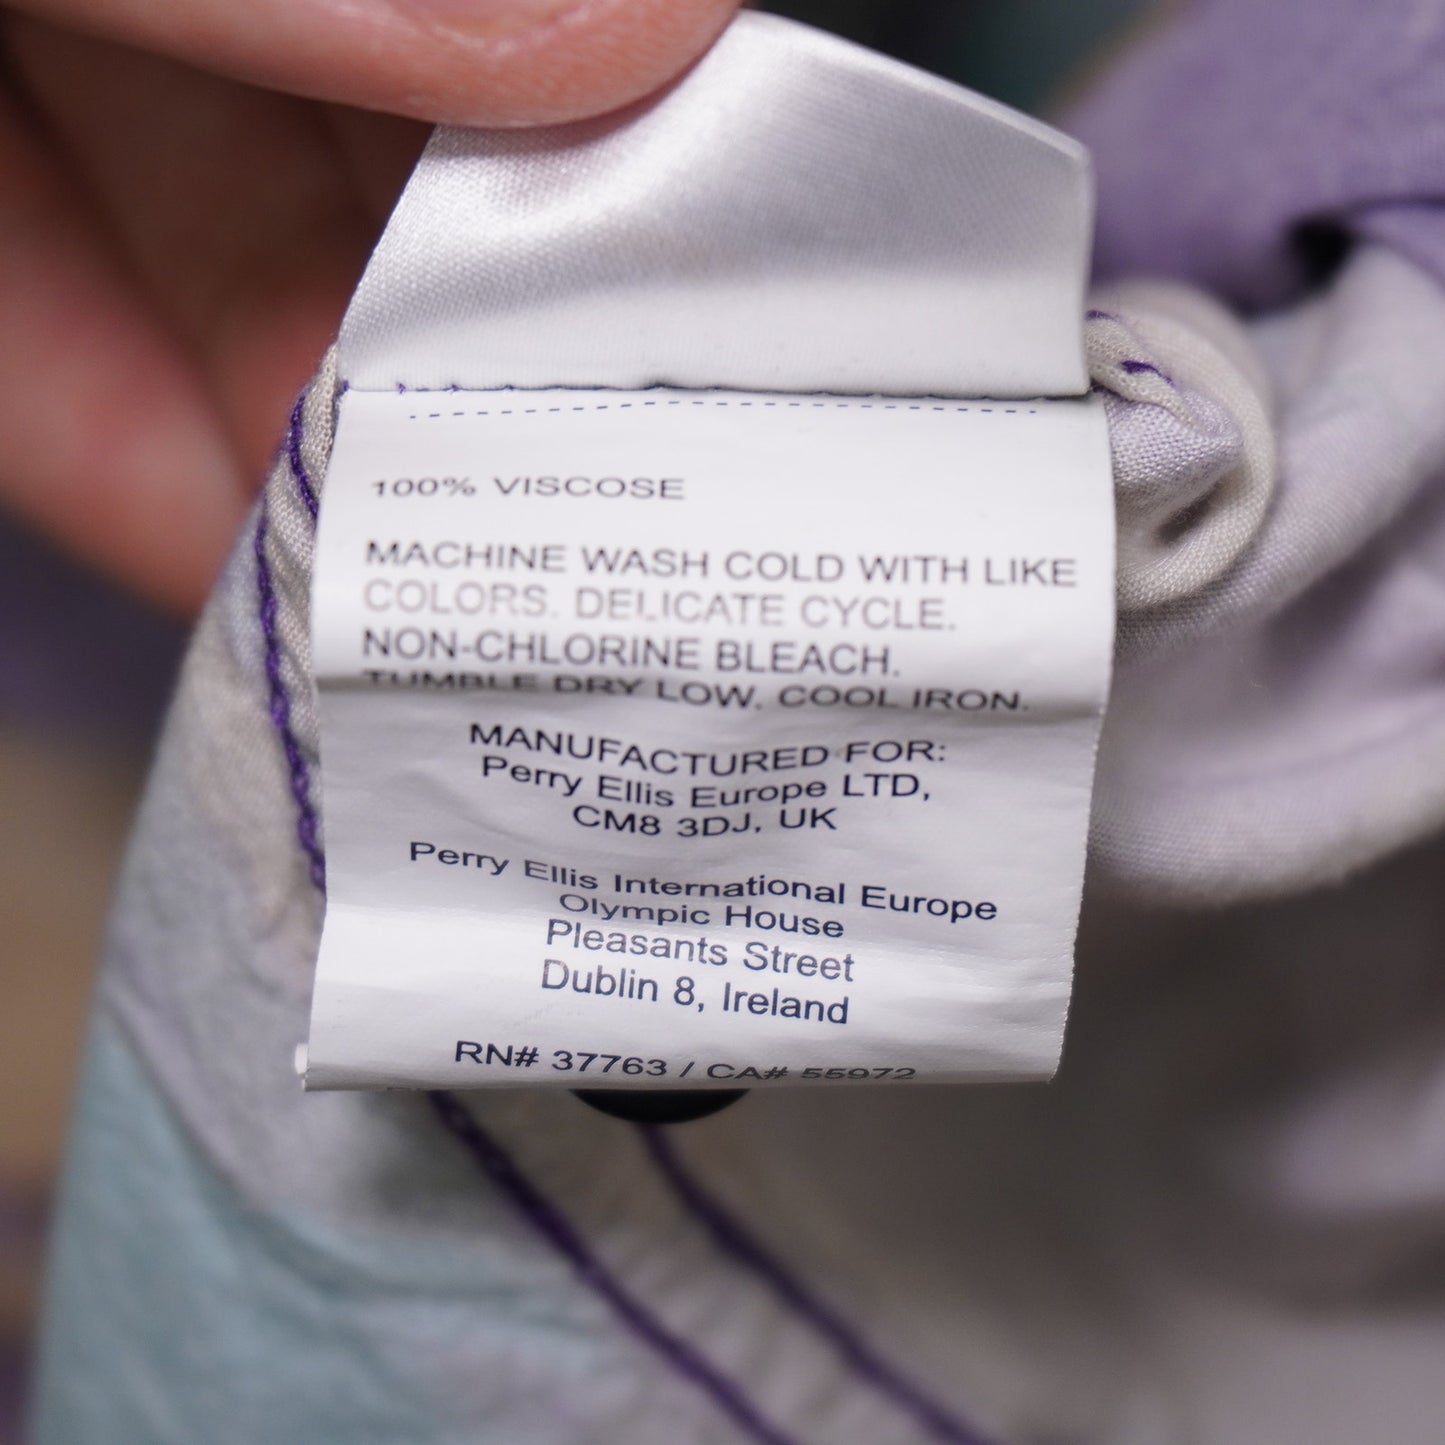 100% VISCOSE
MACHINE WASH COLD WITH LIKE
COLORS. DELICATE CYCLE.
NON-CHLORINE BLEACH.
TUMBLE DRY LOW. COOL IRON.
MANUFACTURED FOR:
Perry Ellis Europe LTD,
CM8 3DJ, UK
Perry Ellis International Europe
Olympic House
Pleasants Street
Dublin 8, Ireland
RN# 37763 / CA# 55972